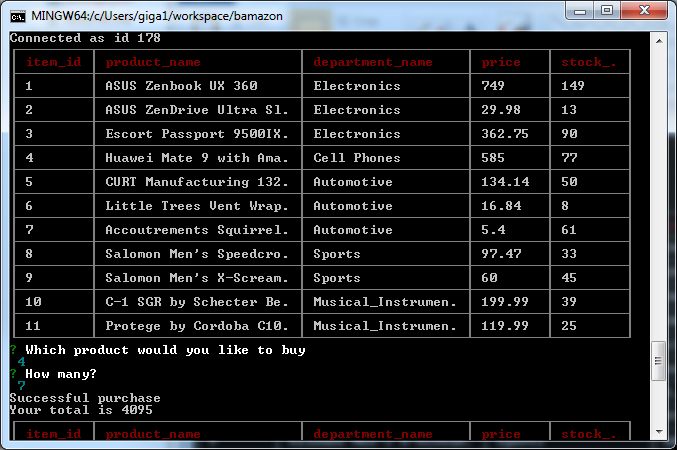 MINGW64:/c/Users/giga1/workspace/bamazon
Connected as id 178
item_id product_name department_name price stock_.
1 ASUS Zenbook UX 360 Electronics 749 149
2 ASUS ZenDrive Ultra Sl. Electronics 29.98 13
3 Escort Passport 9500IX. Electronics 362.75 90
4 Huawei Mate 9 with Ama. Cell Phones 585 77
5 CURT Manufacturing 132. Automotive 134.14 50
6 Little Trees Vent Wrap. Automotive 16.84 8
7 Accoutrements Squirrel. Automotive 5.4 61
8 Salomon Men's Speedcro. Sports 97.47 33
9 Salomon Men's X-Scream. Sports 60 45
10 C-1 SGR by Schecter Be. Musical_Instrumen. 199.99 39
11 Protege by Cordoba C10. Musical_Instrumen. 119.99 25
? Which product would you like to buy
4
? How many?
7
Successful purchase
Your total is 4095
item_id product_name department_name price stock_.